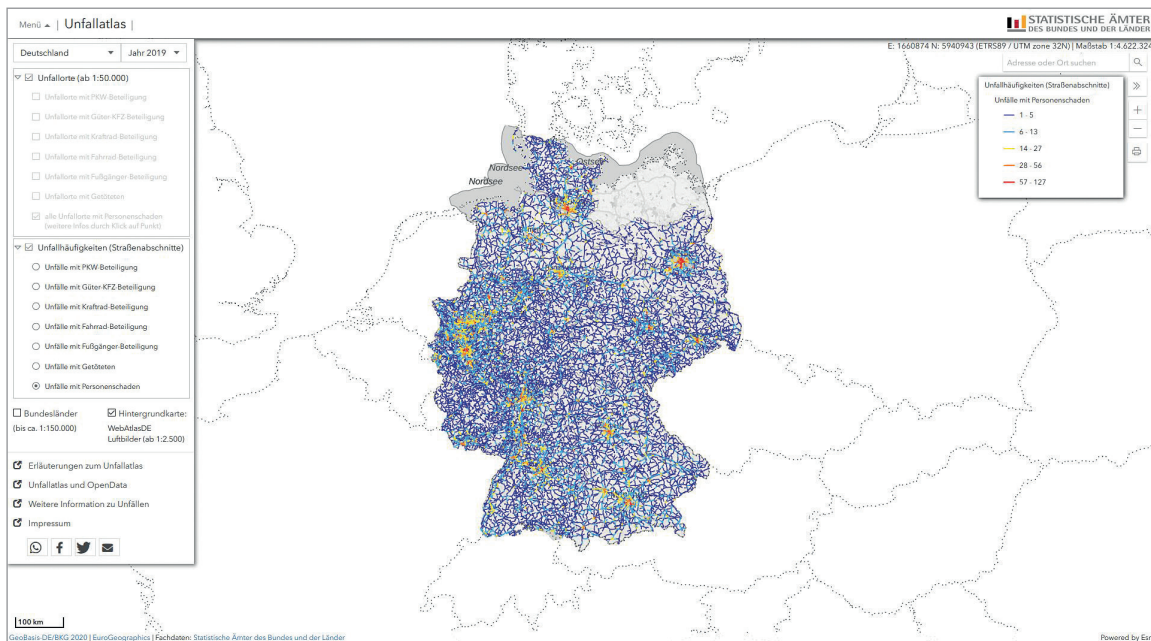 Menü ▲ | Unfallatlas |
STATISTISCHE ÄMTER
DES BUNDES UND DER LÄNDER
Deutschland ▼ Jahr 2019 ▼
E: 1660874 N: 5940943 (ETRS89 / UTM zone 32N) | Maßstab 1:4.622.324
Adresse oder Ort suchen
Unfallorte (ab 1:50.000)
Unfallorte mit PKW-Beteiligung
Unfallorte mit Güter-KFZ-Beteiligung
Unfallorte mit Kraftrad-Beteiligung
Unfallorte mit Fahrrad-Beteiligung
Unfallorte mit Fußgänger-Beteiligung
Unfallorte mit Getöteten
alle Unfallorte mit Personenschaden
(weitere Infos durch Klick auf Punkt)
Unfallhäufigkeiten (Straßenabschnitte)
Unfälle mit PKW-Beteiligung
Unfälle mit Güter-KFZ-Beteiligung
Unfälle mit Kraftrad-Beteiligung
Unfälle mit Fahrrad-Beteiligung
Unfälle mit Fußgänger-Beteiligung
Unfälle mit Getöteten
Unfälle mit Personenschaden
Bundesländer
(bis ca. 1:150.000)
Hintergrundkarte:
WebAtlasDE
Luftbilder (ab 1:2.500)
Erläuterungen zum Unfallatlas
Unfallatlas und OpenData
Weitere Information zu Unfällen
Impressum
Unfallhäufigkeiten (Straßenabschnitte)
Unfälle mit Personenschaden
1 - 5
6 - 13
14 - 27
28 - 56
57 - 127
Nordsee
Ostsee
Nordsee
100 km
GeoBasis-DE/BKG 2020 | EuroGeographics | Fachdaten: Statistische Ämter des Bundes und der Länder
Powered by Esri